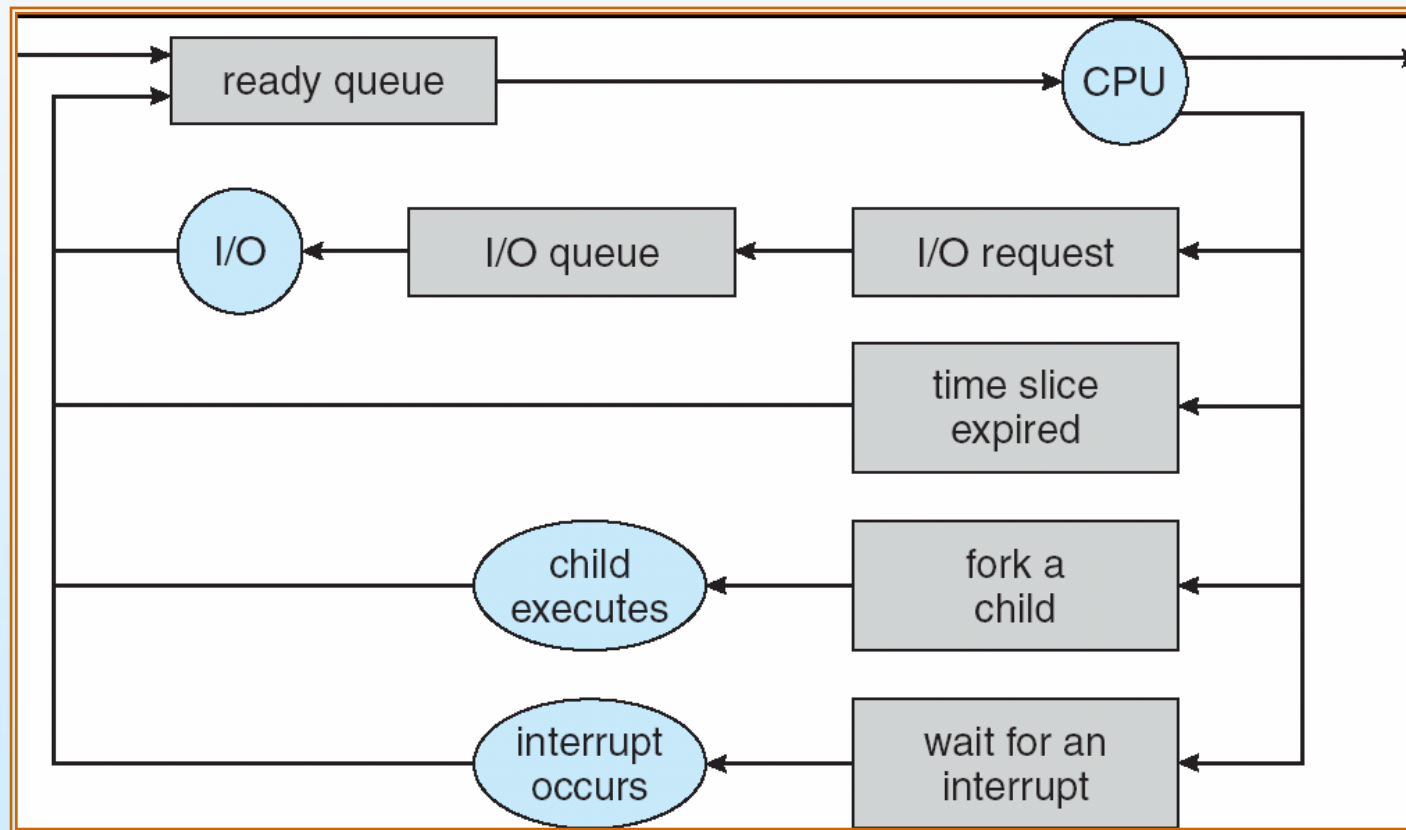 ready queue
CPU
I/O
I/O queue
I/O request
time slice
expired
child
executes
fork a
child
interrupt
occurs
wait for an
interrupt